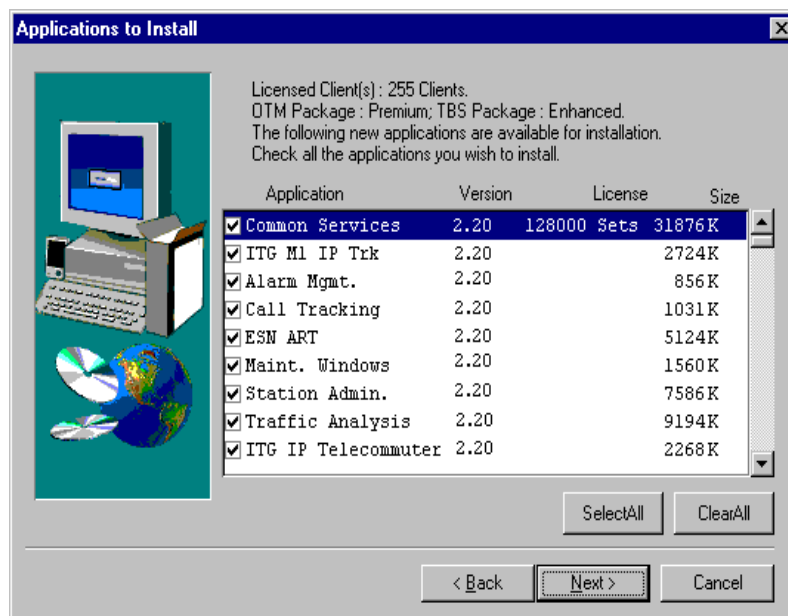 Applications to Install
Licensed Client(s) : 255 Clients.
OTM Package : Premium; TBS Package : Enhanced.
The following new applications are available for installation.
Check all the applications you wish to install.
Application Version License Size
Common Services 2.20 128000 Sets 31876K
ITG M1 IP Trk 2.20 2724K
Alarm Mgmt. 2.20 856K
Call Tracking 2.20 1031K
ESN ART 2.20 5124K
Maint. Windows 2.20 1560K
Station Admin. 2.20 7586K
Traffic Analysis 2.20 9194K
ITG IP Telecommuter 2.20 2268K
SelectAll ClearAll
< Back Next > Cancel